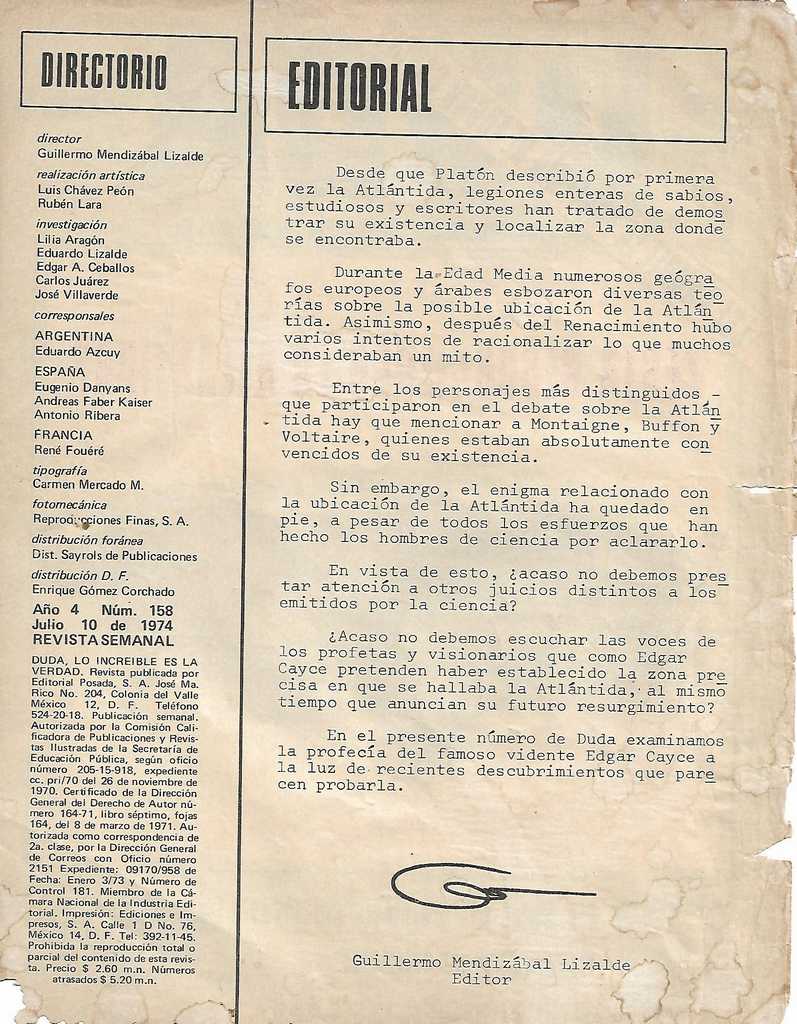 DIRECTORIO
director
Guillermo Mendizábal Lizalde
realización artística
Luis Chávez Peón
Rubén Lara
investigación
Lilia Aragón
Eduardo Lizalde
Edgar A. Ceballos
Carlos Juárez
José Villaverde
corresponsales
ARGENTINA
Eduardo Azcuy
ESPAÑA
Eugenio Danyans
Andreas Faber Kaiser
Antonio Ribera
FRANCIA
René Fouéré
tipografía
Carmen Mercado M.
fotomecánica
Reproducciones Finas, S. A.
distribución foránea
Dist. Sayrols de Publicaciones
distribución D. F.
Enrique Gómez Corchado
Año 4 Núm. 158
Julio 10 de 1974
REVISTA SEMANAL
DUDA, LO INCREIBLE ES LA
VERDAD. Revista publicada por
Editorial Posada, S. A. José Ma.
Rico No. 204, Colonia del Valle
México 12, D. F. Teléfono
524-20-18. Publicación semanal.
Autorizada por la Comisión Cali-
ficadora de Publicaciones y Revis-
tas Ilustradas de la Secretaría de
Educación Pública, según oficio
número 205-15-918, expediente
cc. pri/70 del 26 de noviembre de
1970. Certificado de la Dirección
General del Derecho de Autor nú-
mero 164-71, libro séptimo, fojas
164, del 8 de marzo de 1971. Au-
torizada como correspondencia de
2a. clase, por la Dirección General
de Correos con Oficio número
2151 Expediente: 09170/958 de
Fecha: Enero 3/73 y Número de
Control 181. Miembro de la Cá-
mara Nacional de la Industria Edi-
torial. Impresión: Ediciones e Im-
presos, S. A. Calle 1 D No. 76,
México 14, D. F. Tel: 392-11-45.
Prohibida la reproducción total o
parcial del contenido de esta revis-
ta. Precio $ 2.60 m.n. Números
atrasados $ 5.20 m.n.
EDITORIAL
Desde que Platón describió por primera
vez la Atlántida, legiones enteras de sabios,
estudiosos y escritores han tratado de demos
trar su existencia y localizar la zona donde
se encontraba.
Durante la Edad Media numerosos geógra
fos europeos y árabes esbozaron diversas teo
rías sobre la posible ubicación de la Atlán
tida. Asimismo, después del Renacimiento hubo
varios intentos de racionalizar lo que muchos
consideraban un mito.
Entre los personajes más distinguidos -
que participaron en el debate sobre la Atlán
tida hay que mencionar a Montaigne, Buffon y
Voltaire, quienes estaban absolutamente con
vencidos de su existencia.
Sin embargo, el enigma relacionado con
la ubicación de la Atlántida ha quedado en
pie, a pesar de todos los esfuerzos que han
hecho los hombres de ciencia por aclararlo.
En vista de esto, ¿acaso no debemos pres
tar atención a otros juicios distintos a los
emitidos por la ciencia?
¿Acaso no debemos escuchar las voces de
los profetas y visionarios que como Edgar
Cayce pretenden haber establecido la zona pre
cisa en que se hallaba la Atlántida, al mismo
tiempo que anuncian su futuro resurgimiento?
En el presente número de Duda examinamos
la profecía del famoso vidente Edgar Cayce a
la luz de recientes descubrimientos que pare
cen probarla.
Guillermo Mendizábal Lizalde
Editor